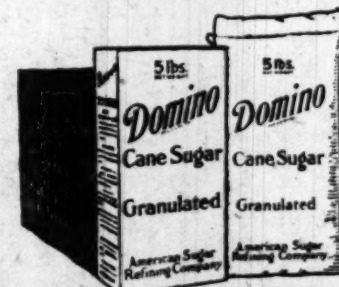 5 lbs.
Domino
Cane Sugar
Granulated
American Sugar
Refining Company
5 lbs.
Domino
Cane Sugar
Granulated
American Sugar
Refining Company